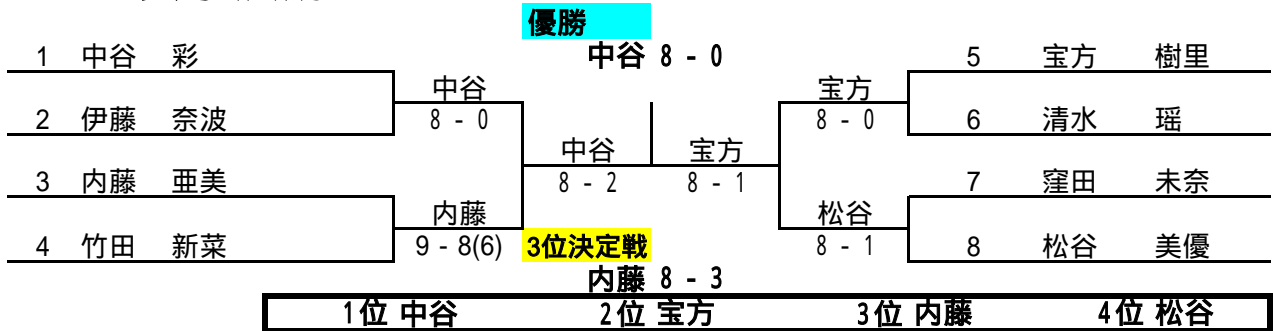 優勝
中谷 8 - 0
1 中谷 彩
2 伊藤 奈波
3 内藤 亜美
4 竹田 新菜
中谷
8 - 0
内藤
9 - 8(6)
中谷
8 - 2
宝方
8 - 1
宝方
8 - 0
松谷
8 - 1
5 宝方 樹里
6 清水 瑶
7 窪田 未奈
8 松谷 美優
3位決定戦
内藤 8 - 3
1位 中谷 2位 宝方 3位 内藤 4位 松谷